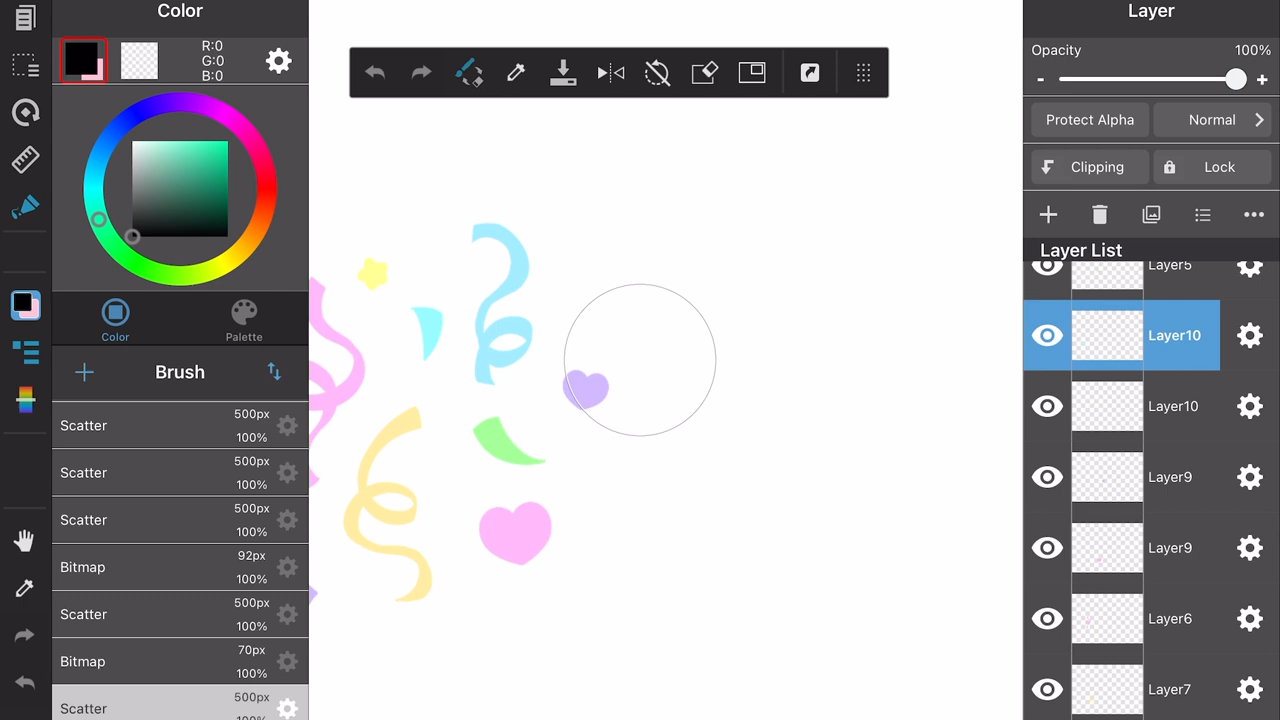 Color
R:0
G:0
B:0
Color
Palette
Brush
Scatter
500px
100%
Scatter
500px
100%
Scatter
500px
100%
Bitmap
92px
100%
Scatter
500px
100%
Bitmap
70px
100%
Scatter
500px
100%
Layer
Opacity
100%
-
+
Protect Alpha
Normal
Clipping
Lock
Layer List
Layer5
Layer10
Layer10
Layer9
Layer9
Layer6
Layer7